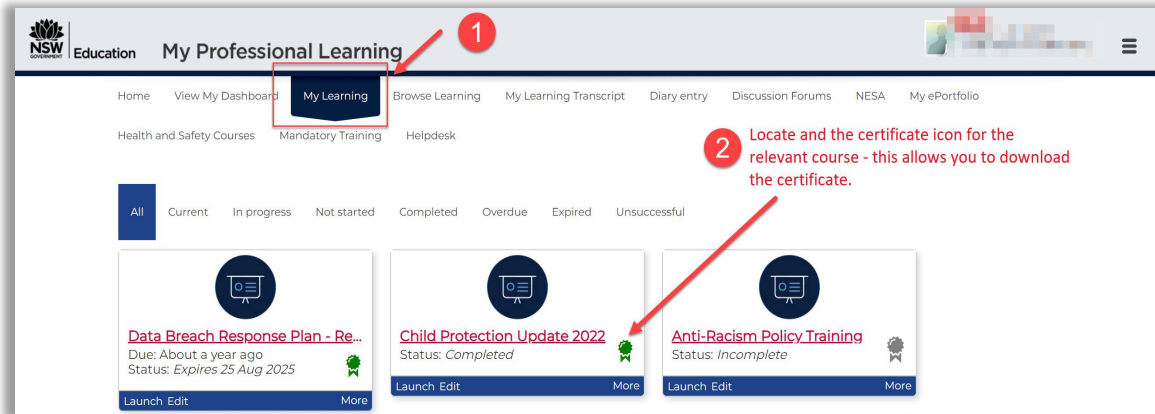 1
NSW
GOVERNMENT
Education
My Professional Learning
Home View My Dashboard My Learning Browse Learning My Learning Transcript Diary entry Discussion Forums NESA My ePortfolio
Health and Safety Courses Mandatory Training Helpdesk
2
Locate and the certificate icon for the
relevant course - this allows you to download
the certificate.
All Current In progress Not started Completed Overdue Expired Unsuccessful
Data Breach Response Plan - Re...
Due: About a year ago
Status: Expires 25 Aug 2025
Launch Edit More
Child Protection Update 2022
Status: Completed
Launch Edit More
Anti-Racism Policy Training
Status: Incomplete
Launch Edit More